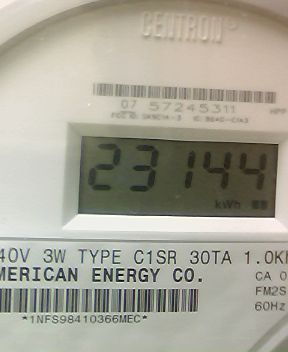 CENTRON
07 57245311
23144
kWh
40V 3W TYPE C1SR 30TA 1.0K
MERICAN ENERGY CO.
CA 0
FM2S
60Hz
*1NFS98410366MEC*